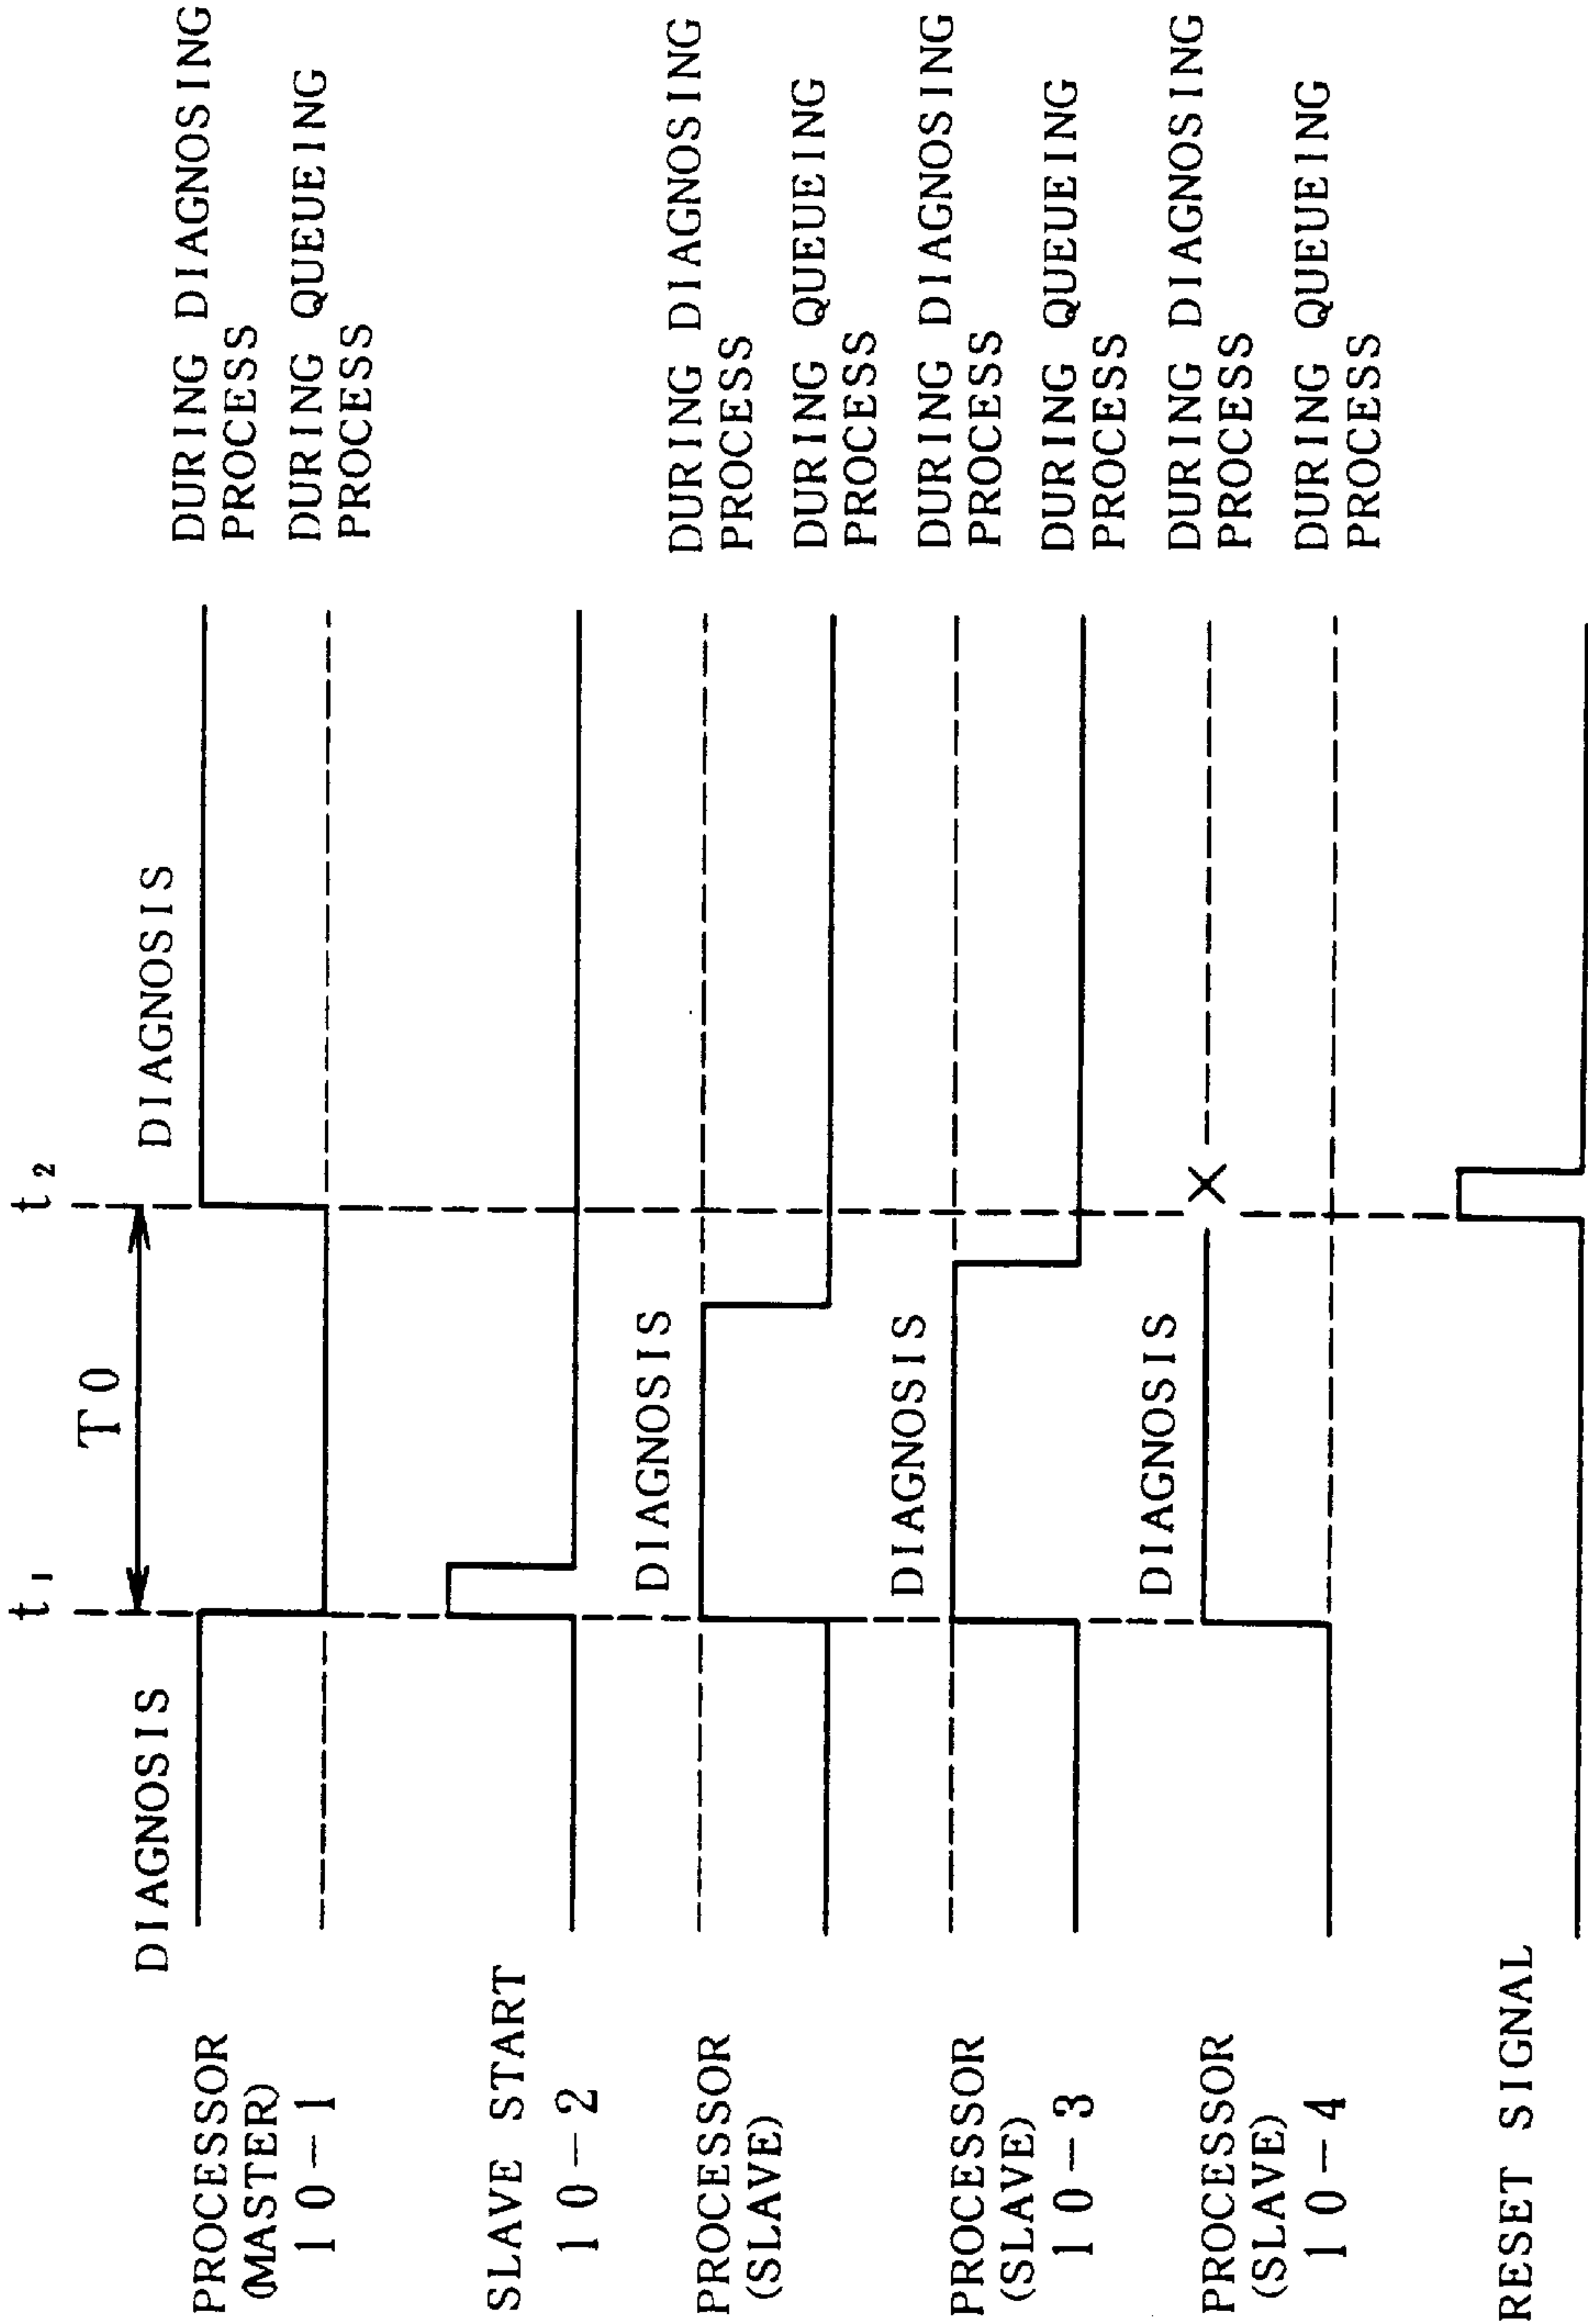 t₁
t₂
T0
DIAGNOSIS
DIAGNOSIS
PROCESSOR
(MASTER)
10-1
DURING DIAGNOSING
PROCESS
DURING QUEUEING
PROCESS
SLAVE START
10-2
DIAGNOSIS
PROCESSOR
(SLAVE)
DURING DIAGNOSING
PROCESS
DURING QUEUEING
PROCESS
DIAGNOSIS
PROCESSOR
(SLAVE)
10-3
DURING DIAGNOSING
PROCESS
DURING QUEUEING
PROCESS
DIAGNOSIS
PROCESSOR
(SLAVE)
10-4
DURING DIAGNOSING
PROCESS
DURING QUEUEING
PROCESS
RESET SIGNAL